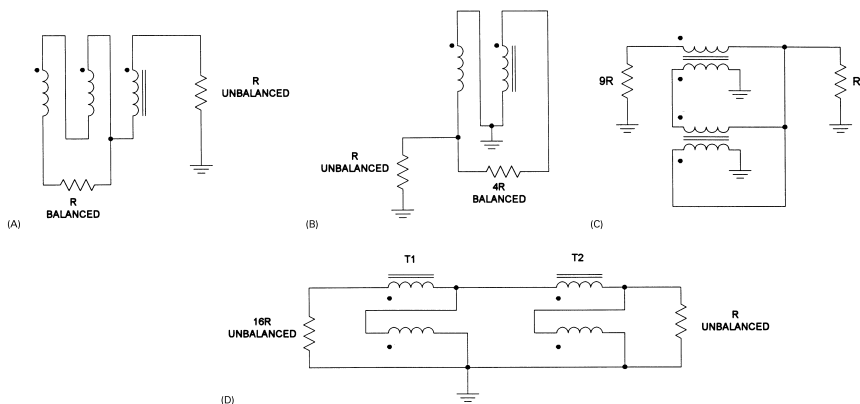 R
UNBALANCED
R
BALANCED
(A)
R
UNBALANCED
4R
BALANCED
(B)
9R
R
(C)
T1
T2
16R
UNBALANCED
R
UNBALANCED
(D)